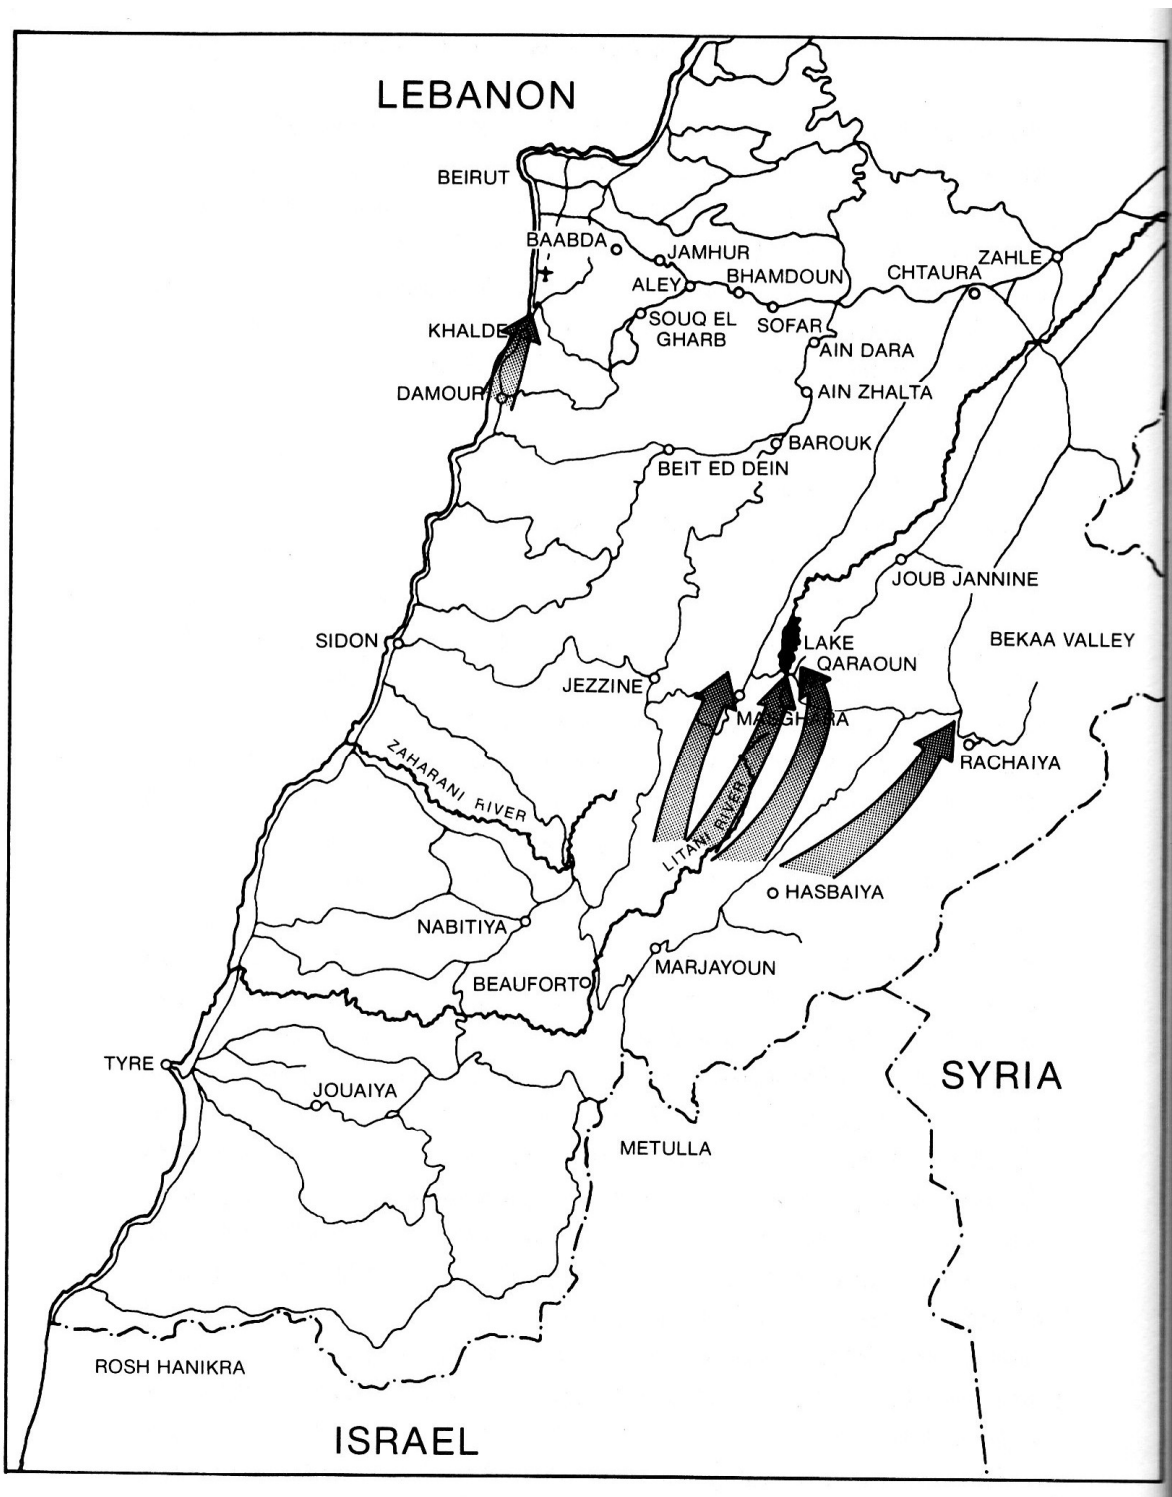 LEBANON
BEIRUT
BAABDA
JAMHUR
ZAHLE
ALEY
BHAMDOUN
CHTAURA
KHALDE
SOUQ EL
GHARB
SOFAR
AIN DARA
DAMOUR
AIN ZHALTA
BAROUK
BEIT ED DEIN
JOUB JANNINE
SIDON
LAKE
QARAOUN
BEKAA VALLEY
JEZZINE
MASGHARA
ZAHARANI RIVER
RACHAIYA
LITANI RIVER
HASBAIYA
NABITIYA
MARJAYOUN
BEAUFORT
TYRE
JOUAIYA
SYRIA
METULLA
ROSH HANIKRA
ISRAEL